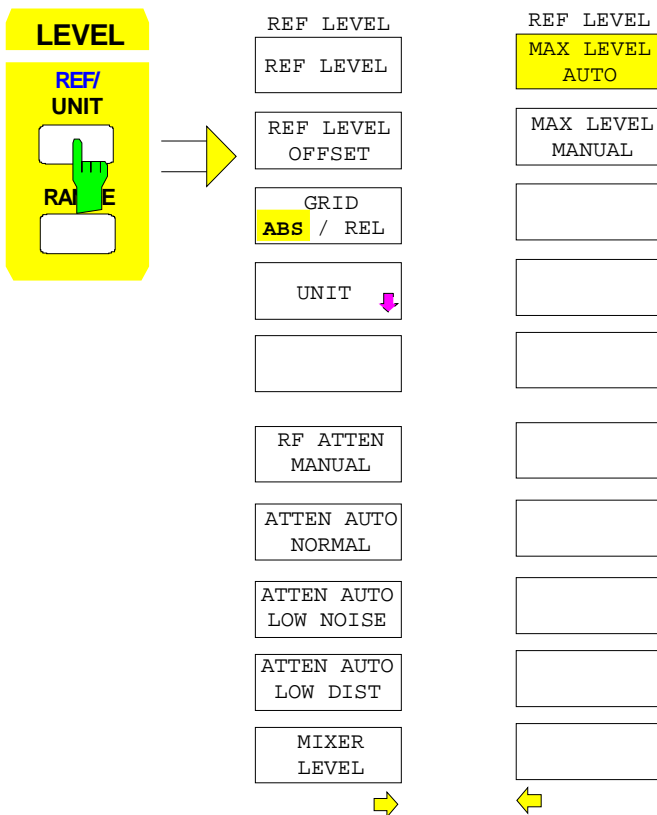 LEVEL
REF/
UNIT
REF LEVEL
REF LEVEL
REF LEVEL
OFFSET
GRID
ABS / REL
UNIT
RF ATTEN
MANUAL
ATTEN AUTO
NORMAL
ATTEN AUTO
LOW NOISE
ATTEN AUTO
LOW DIST
MIXER
LEVEL
REF LEVEL
MAX LEVEL
AUTO
MAX LEVEL
MANUAL